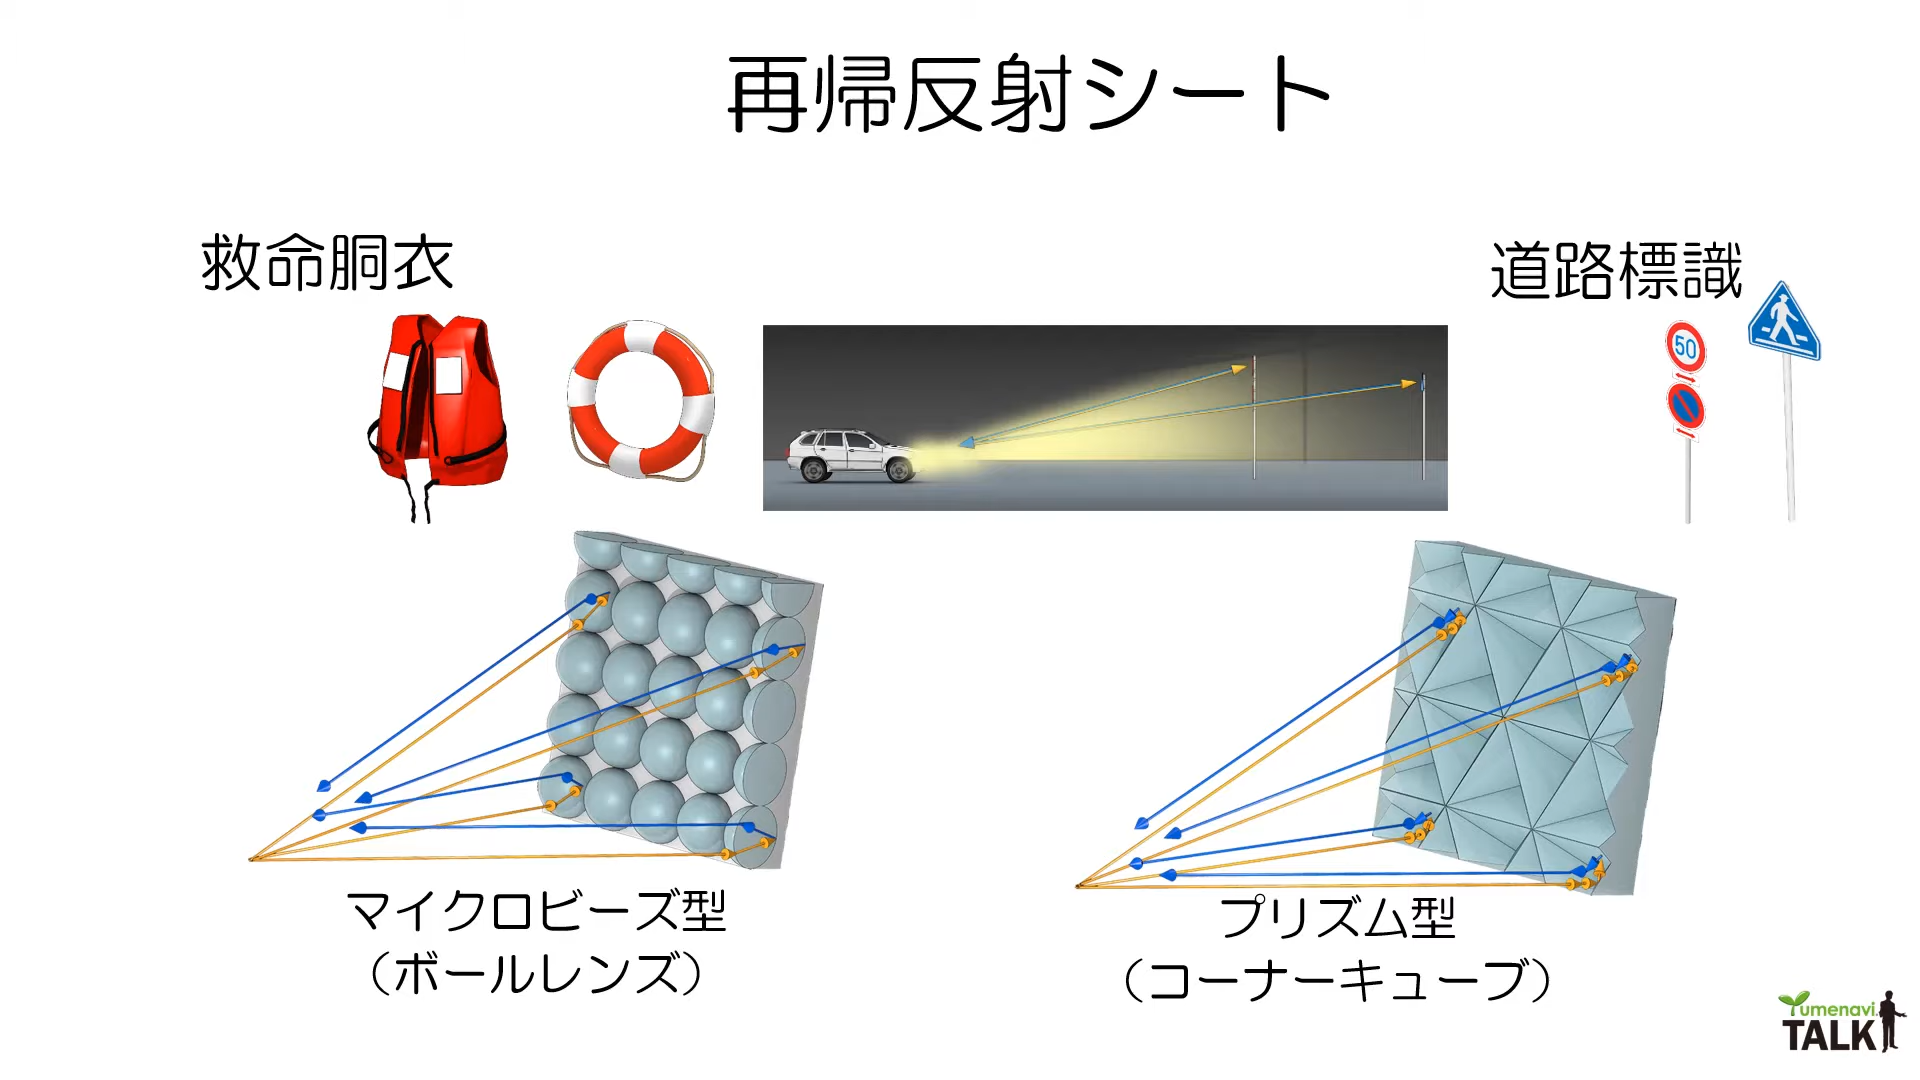 再帰反射シート
救命胴衣
道路標識
50
マイクロビーズ型
（ボールレンズ）
プリズム型
（コーナーキューブ）
Yumenavi
TALK